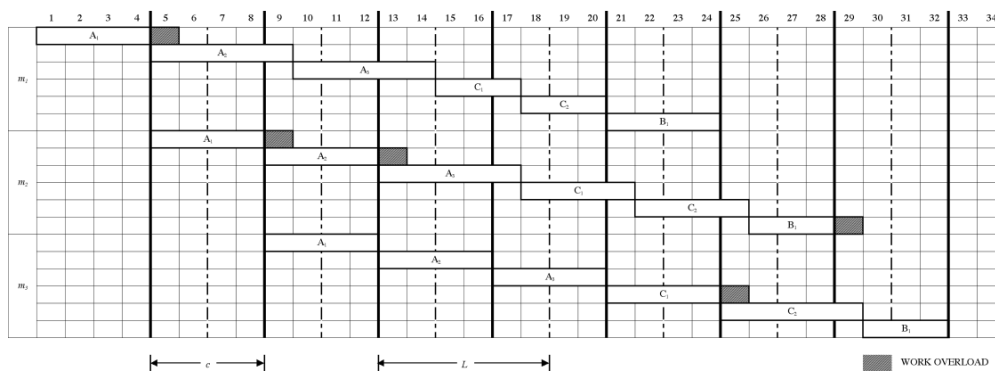 1 2 3 4 5 6 7 8 9 10 11 12 13 14 15 16 17 18 19 20 21 22 23 24 25 26 27 28 29 30 31 32 33 34
A₁
A₂
A₃
m₁ C₁
C₂
B₁
A₁
A₂
A₃
m₂ C₁
C₂
B₁
A₁
A₂
A₃
m₃ C₁
C₂
B₁
c L WORK OVERLOAD